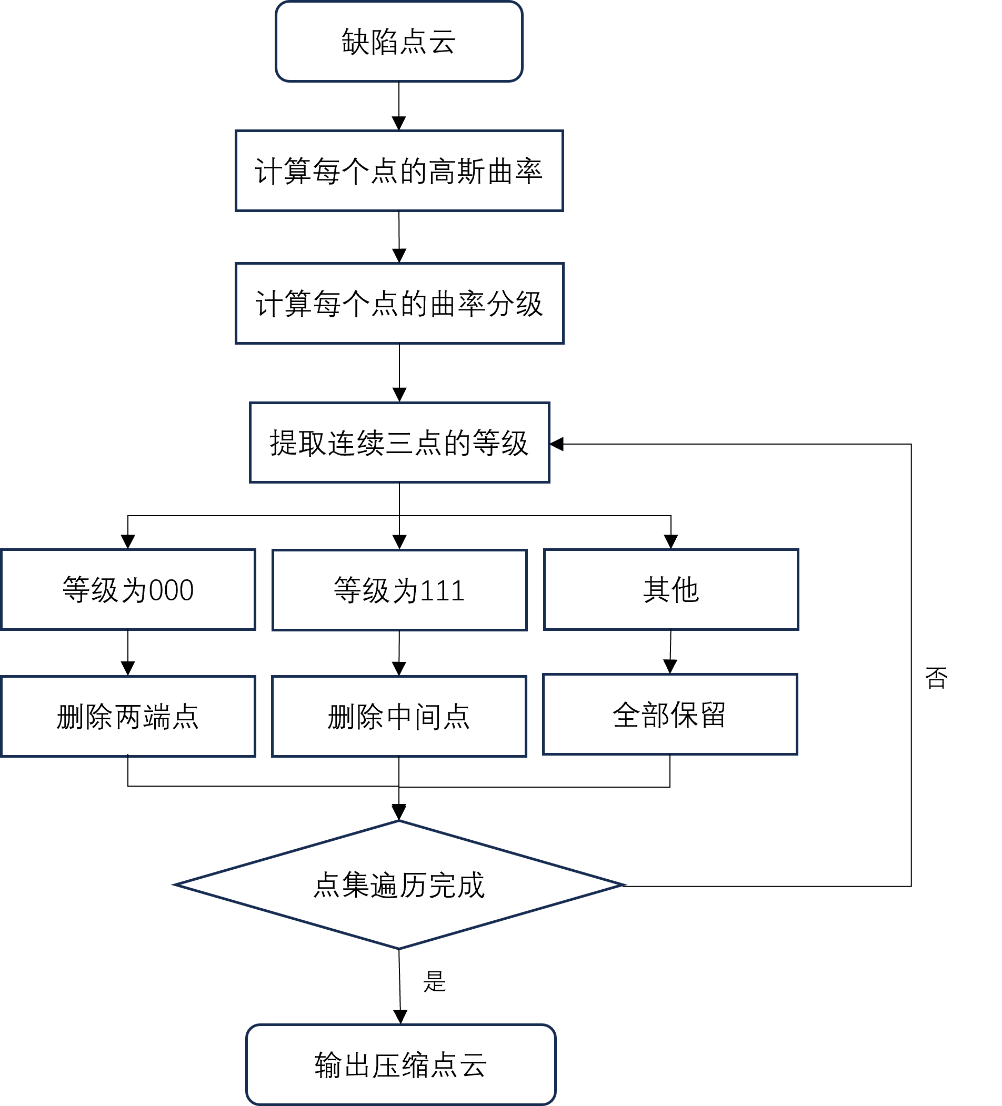 缺陷点云
计算每个点的高斯曲率
计算每个点的曲率分级
提取连续三点的等级
等级为000
等级为111
其他
删除两端点
删除中间点
全部保留
否
点集遍历完成
是
输出压缩点云